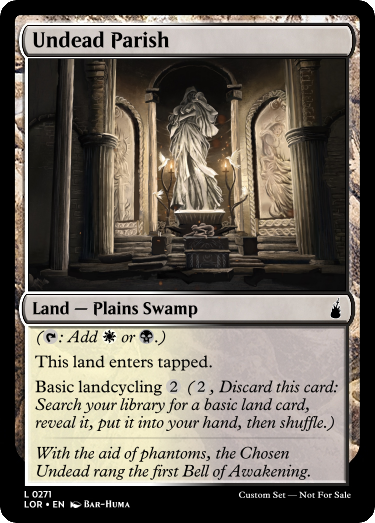 Undead Parish
Land — Plains Swamp
(T: Add W or B.)
This land enters tapped.
Basic landcycling 2 (2, Discard this card:
Search your library for a basic land card,
reveal it, put it into your hand, then shuffle.)
With the aid of phantoms, the Chosen
Undead rang the first Bell of Awakening.
L 0271
LOR • EN Bar-Huma
Custom Set — Not For Sale